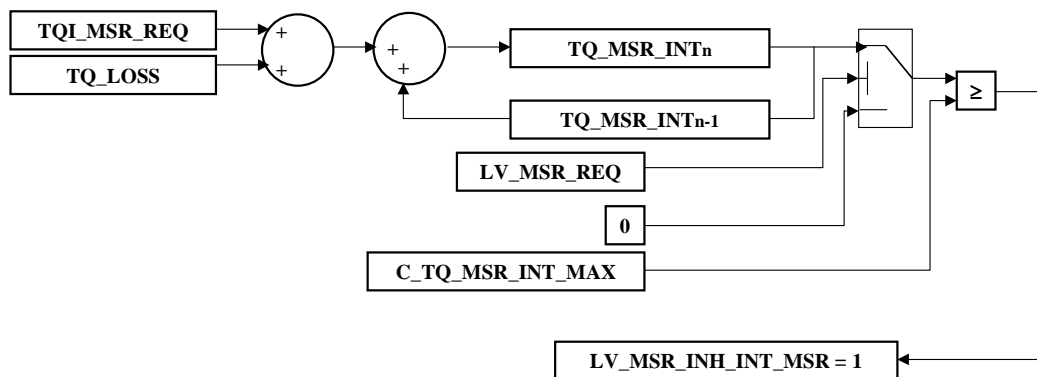 TQI_MSR_REQ
TQ_LOSS
+
+
+
+
TQ_MSR_INTn
TQ_MSR_INTn-1
LV_MSR_REQ
0
C_TQ_MSR_INT_MAX
≥
LV_MSR_INH_INT_MSR = 1